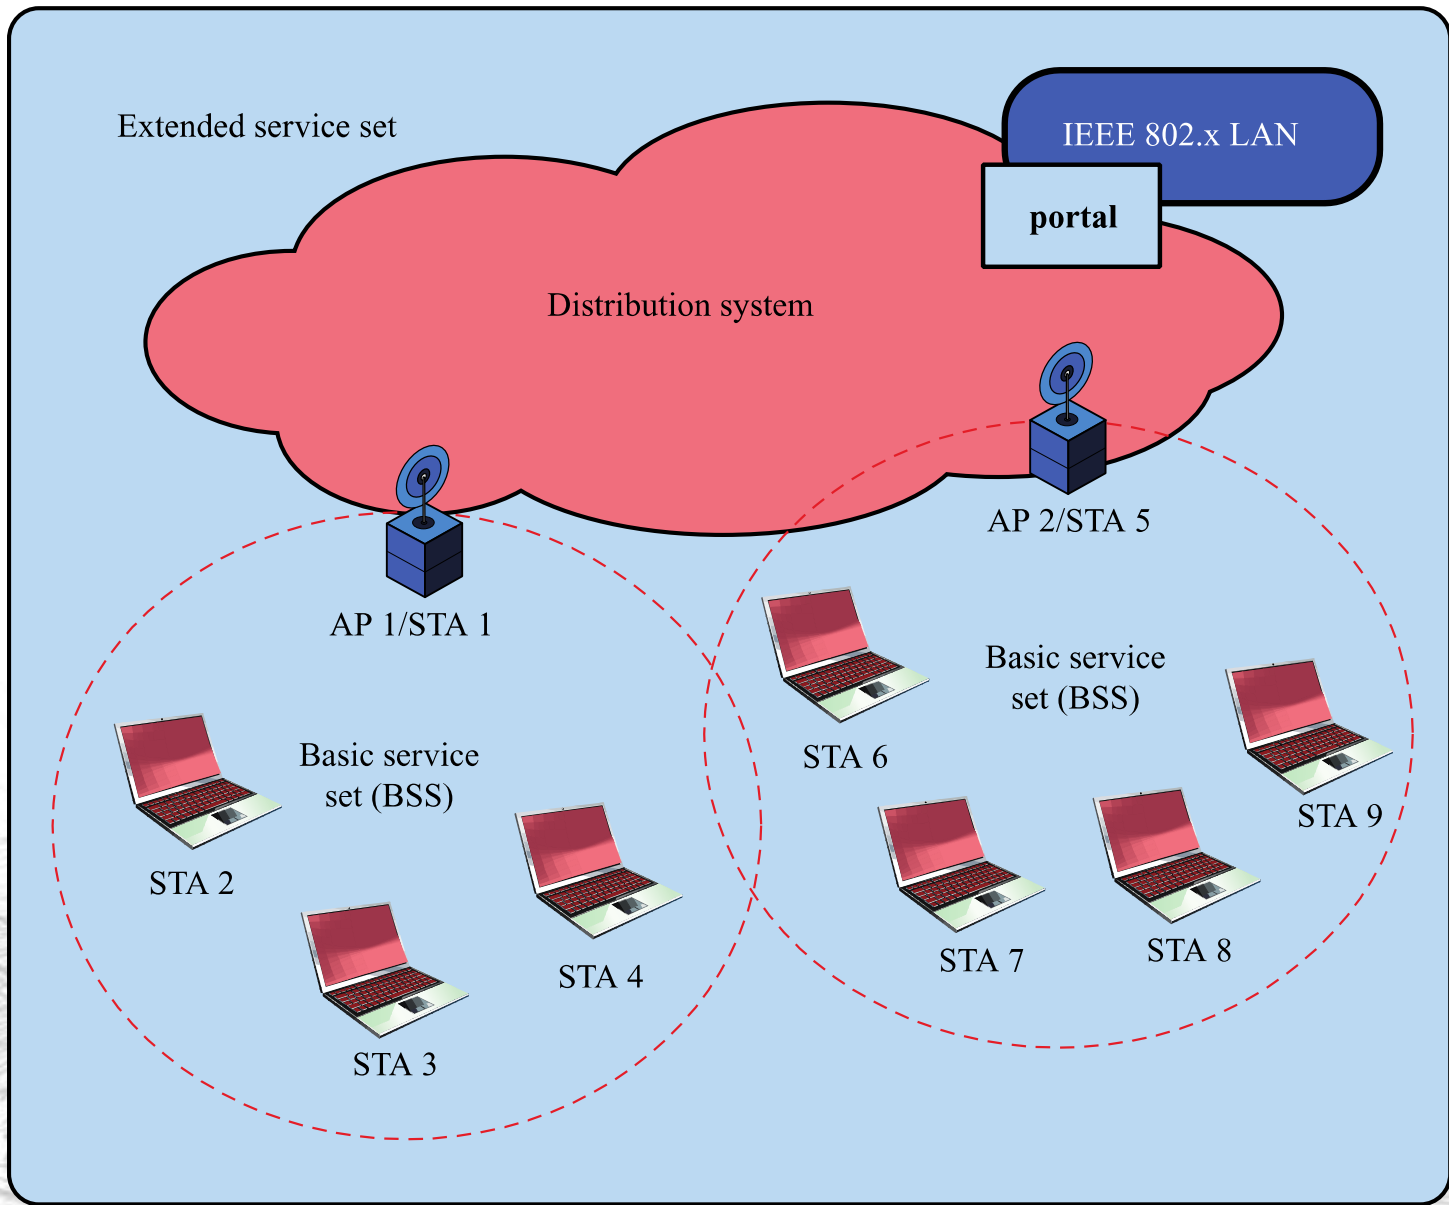 Extended service set
IEEE 802.x LAN
portal
Distribution system
AP 2/STA 5
AP 1/STA 1
Basic service
set (BSS)
STA 6
Basic service
set (BSS)
STA 9
STA 2
STA 7
STA 8
STA 4
STA 3